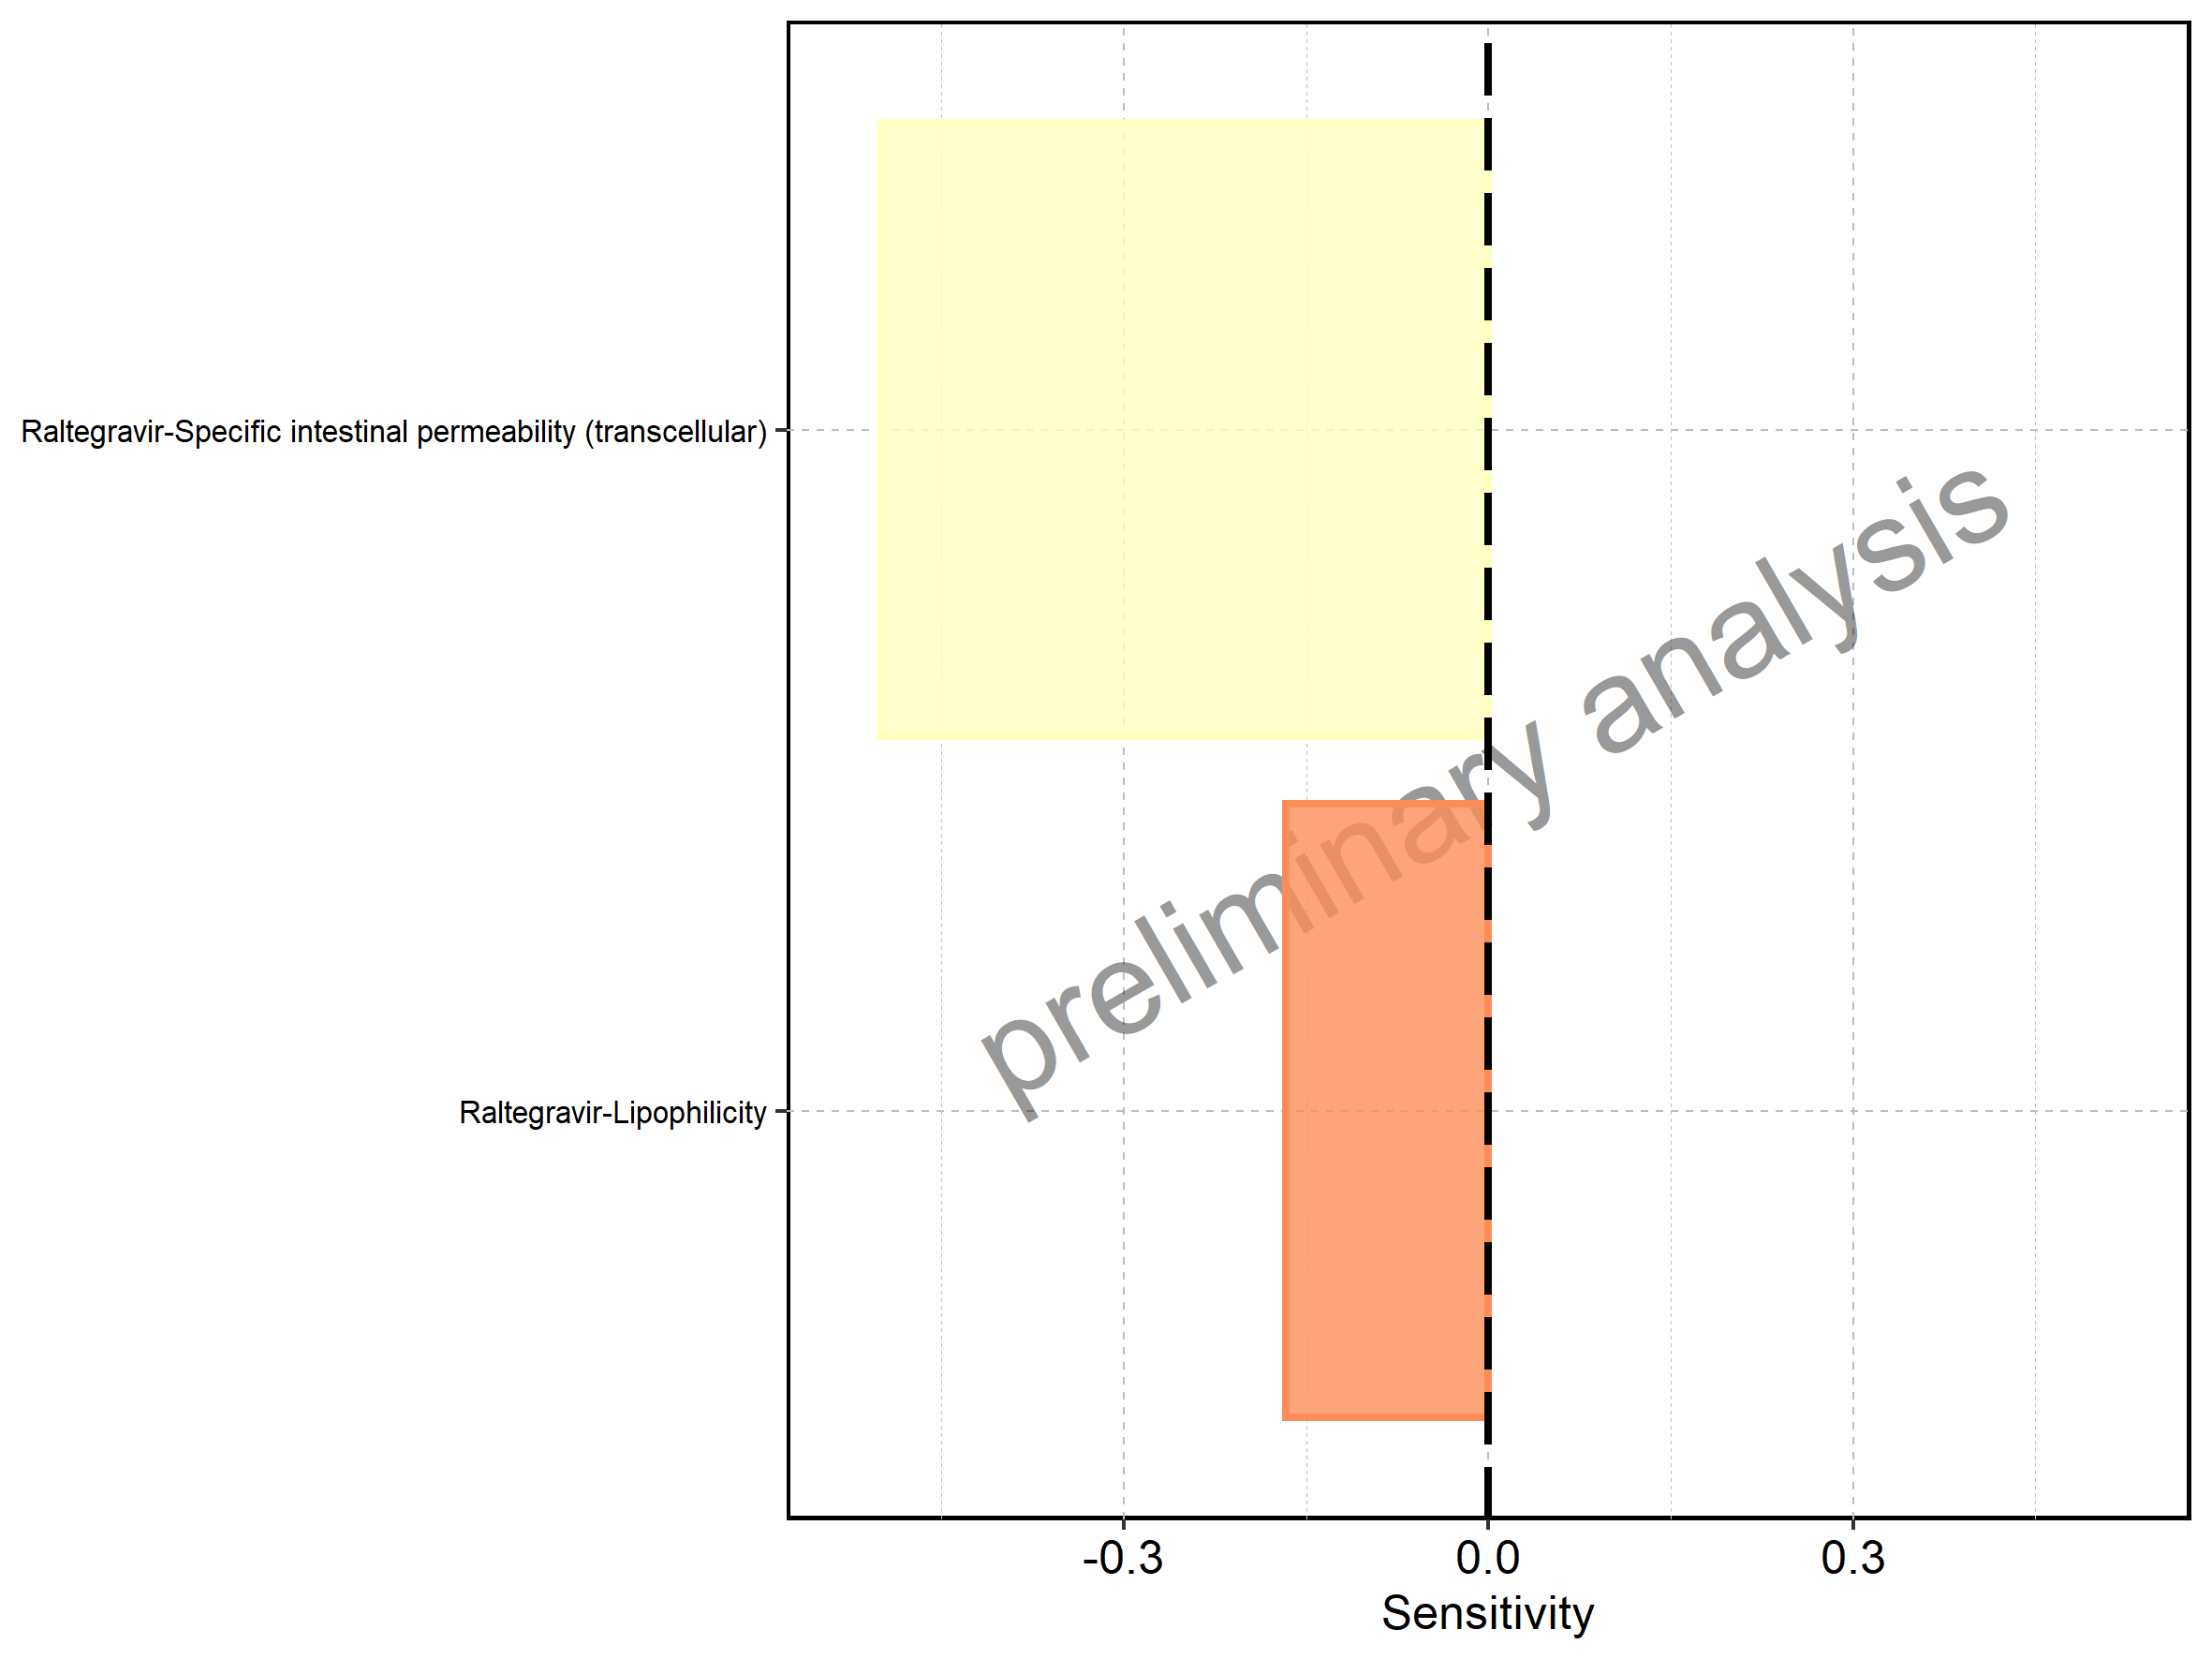 Raltegravir-Specific intestinal permeability (transcellular)
preliminary analysis
Raltegravir-Lipophilicity
-0.3 0.0 0.3
Sensitivity